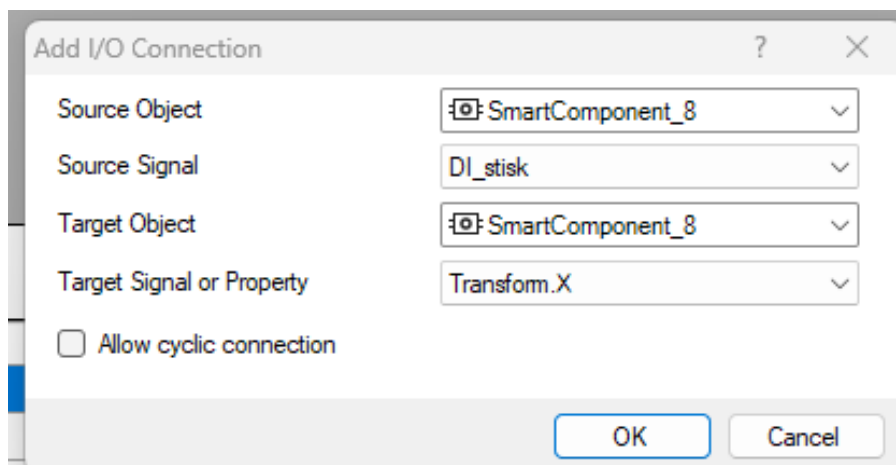 Add I/O Connection ?
Source Object SmartComponent_8
Source Signal DI_stisk
Target Object SmartComponent_8
Target Signal or Property Transform.X
Allow cyclic connection
OK Cancel